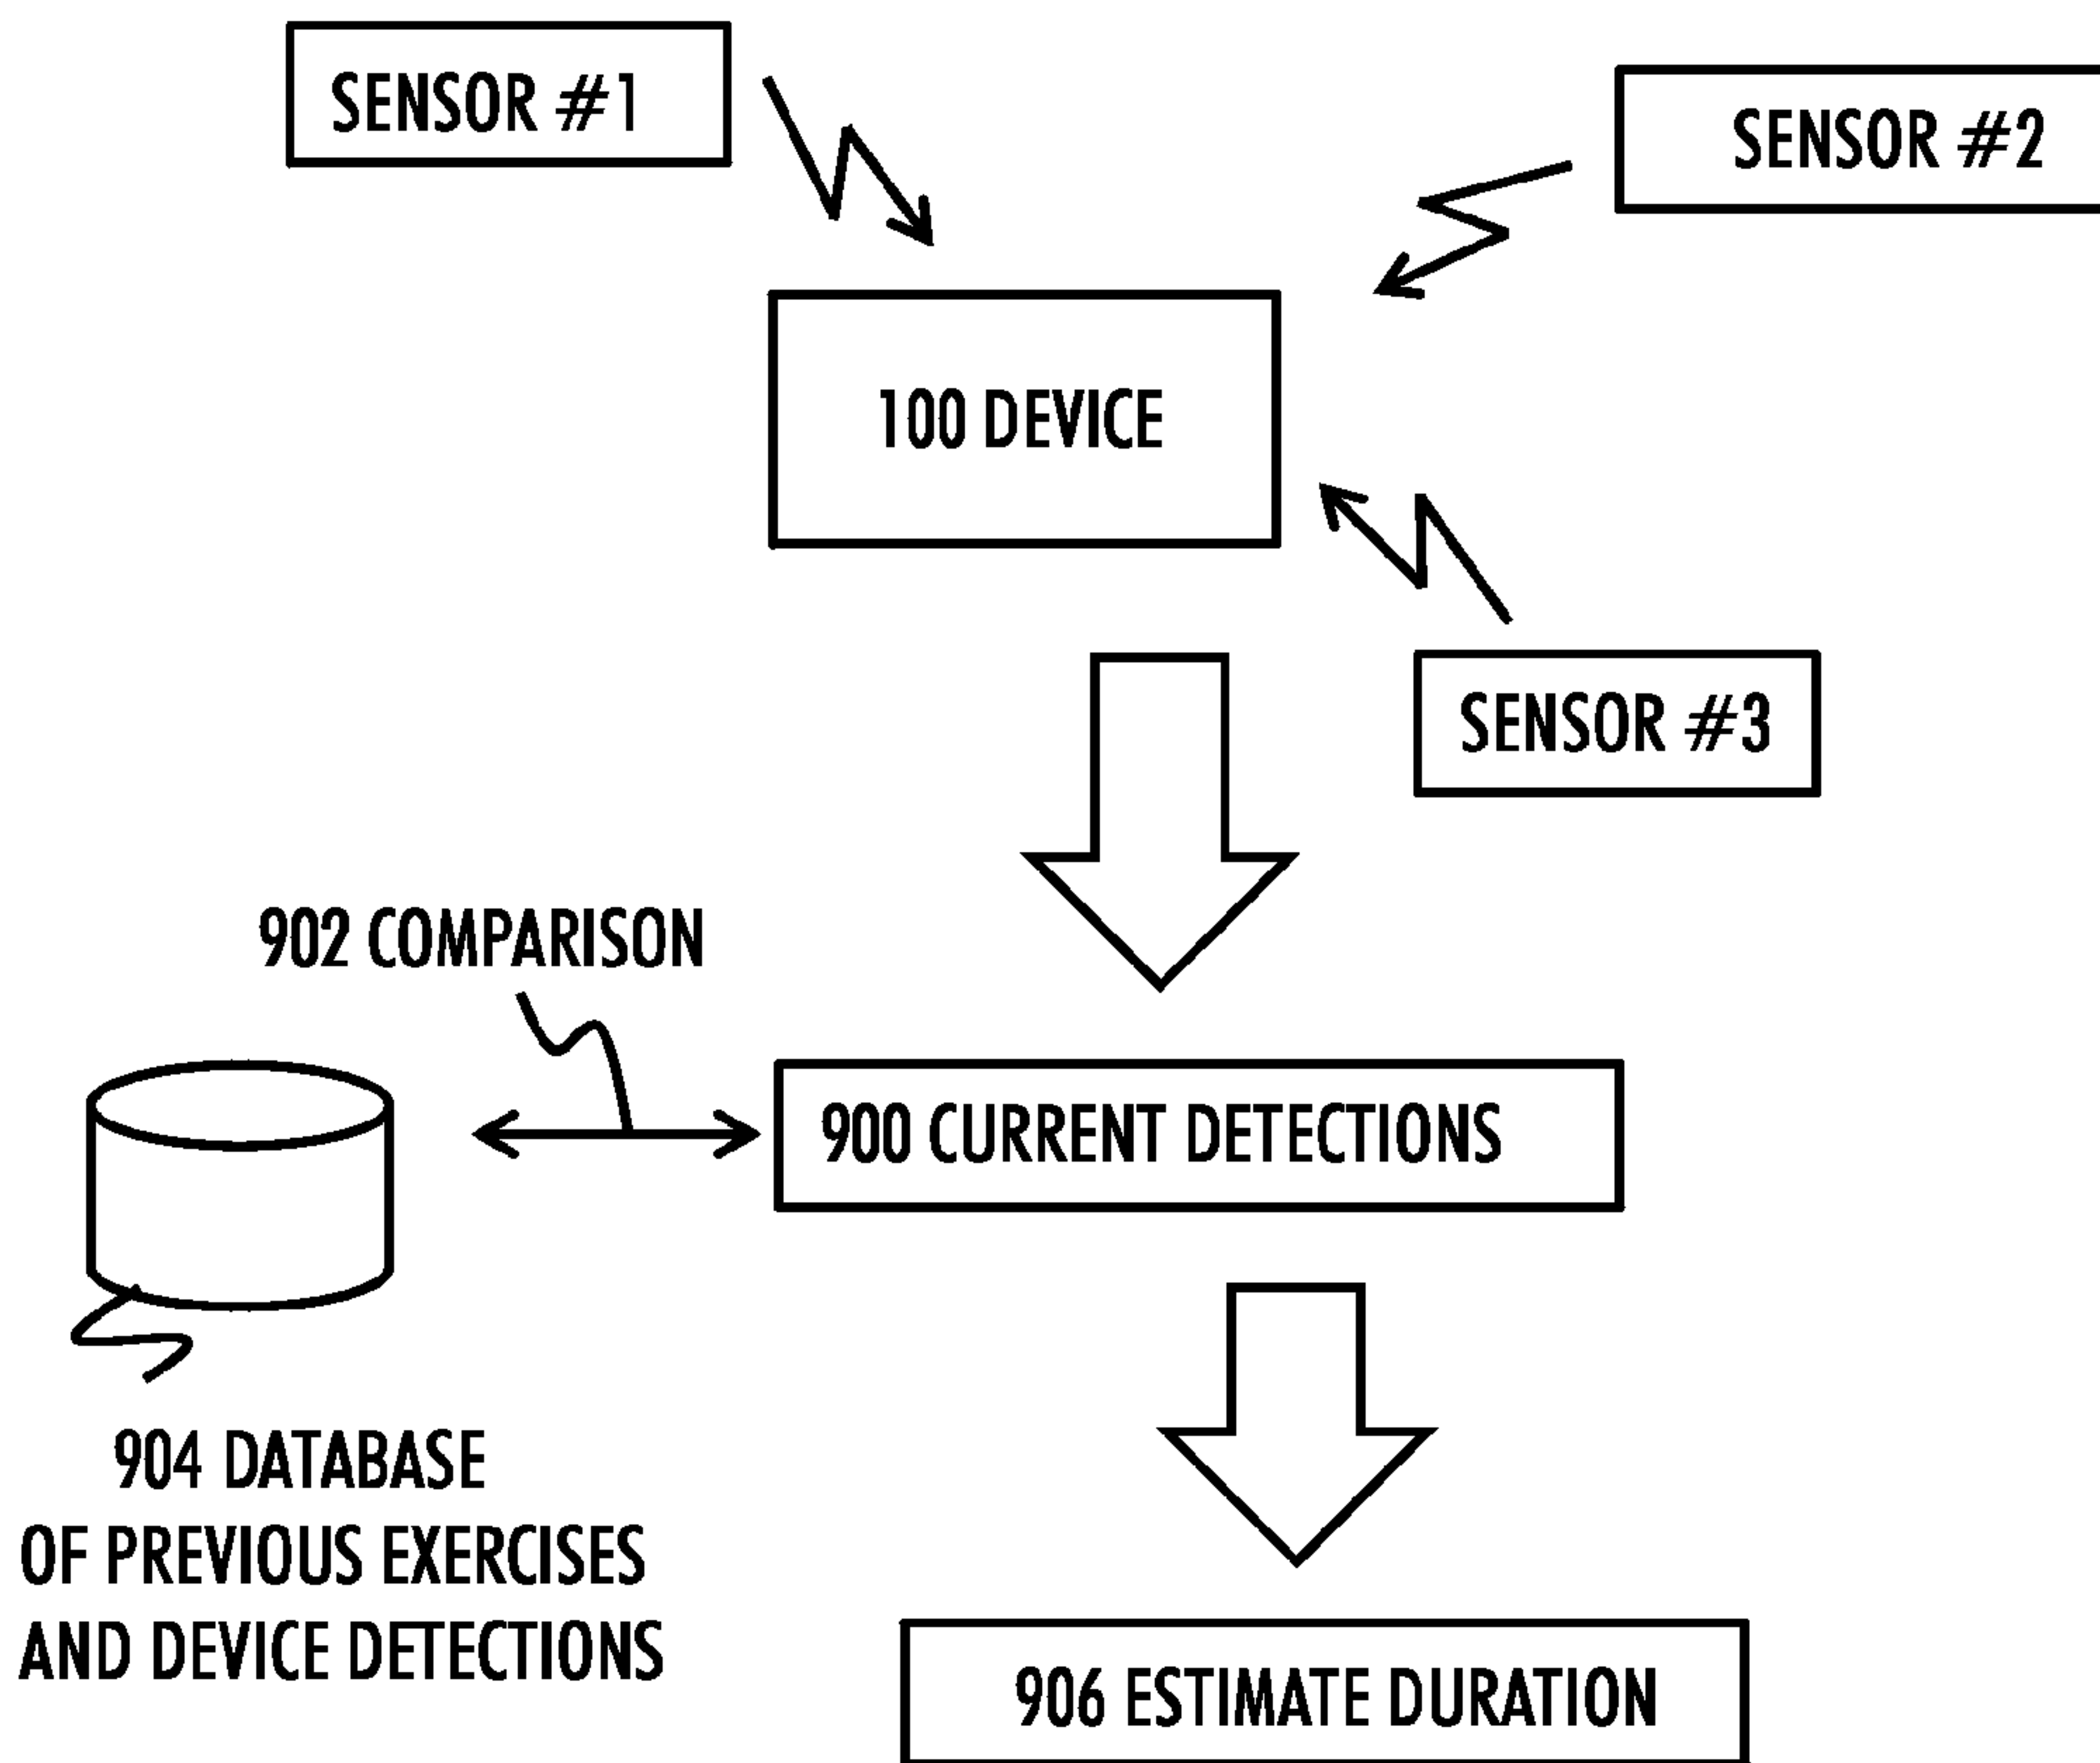 SENSOR #1
SENSOR #2
100 DEVICE
SENSOR #3
902 COMPARISON
900 CURRENT DETECTIONS
904 DATABASE
OF PREVIOUS EXERCISES
AND DEVICE DETECTIONS
906 ESTIMATE DURATION